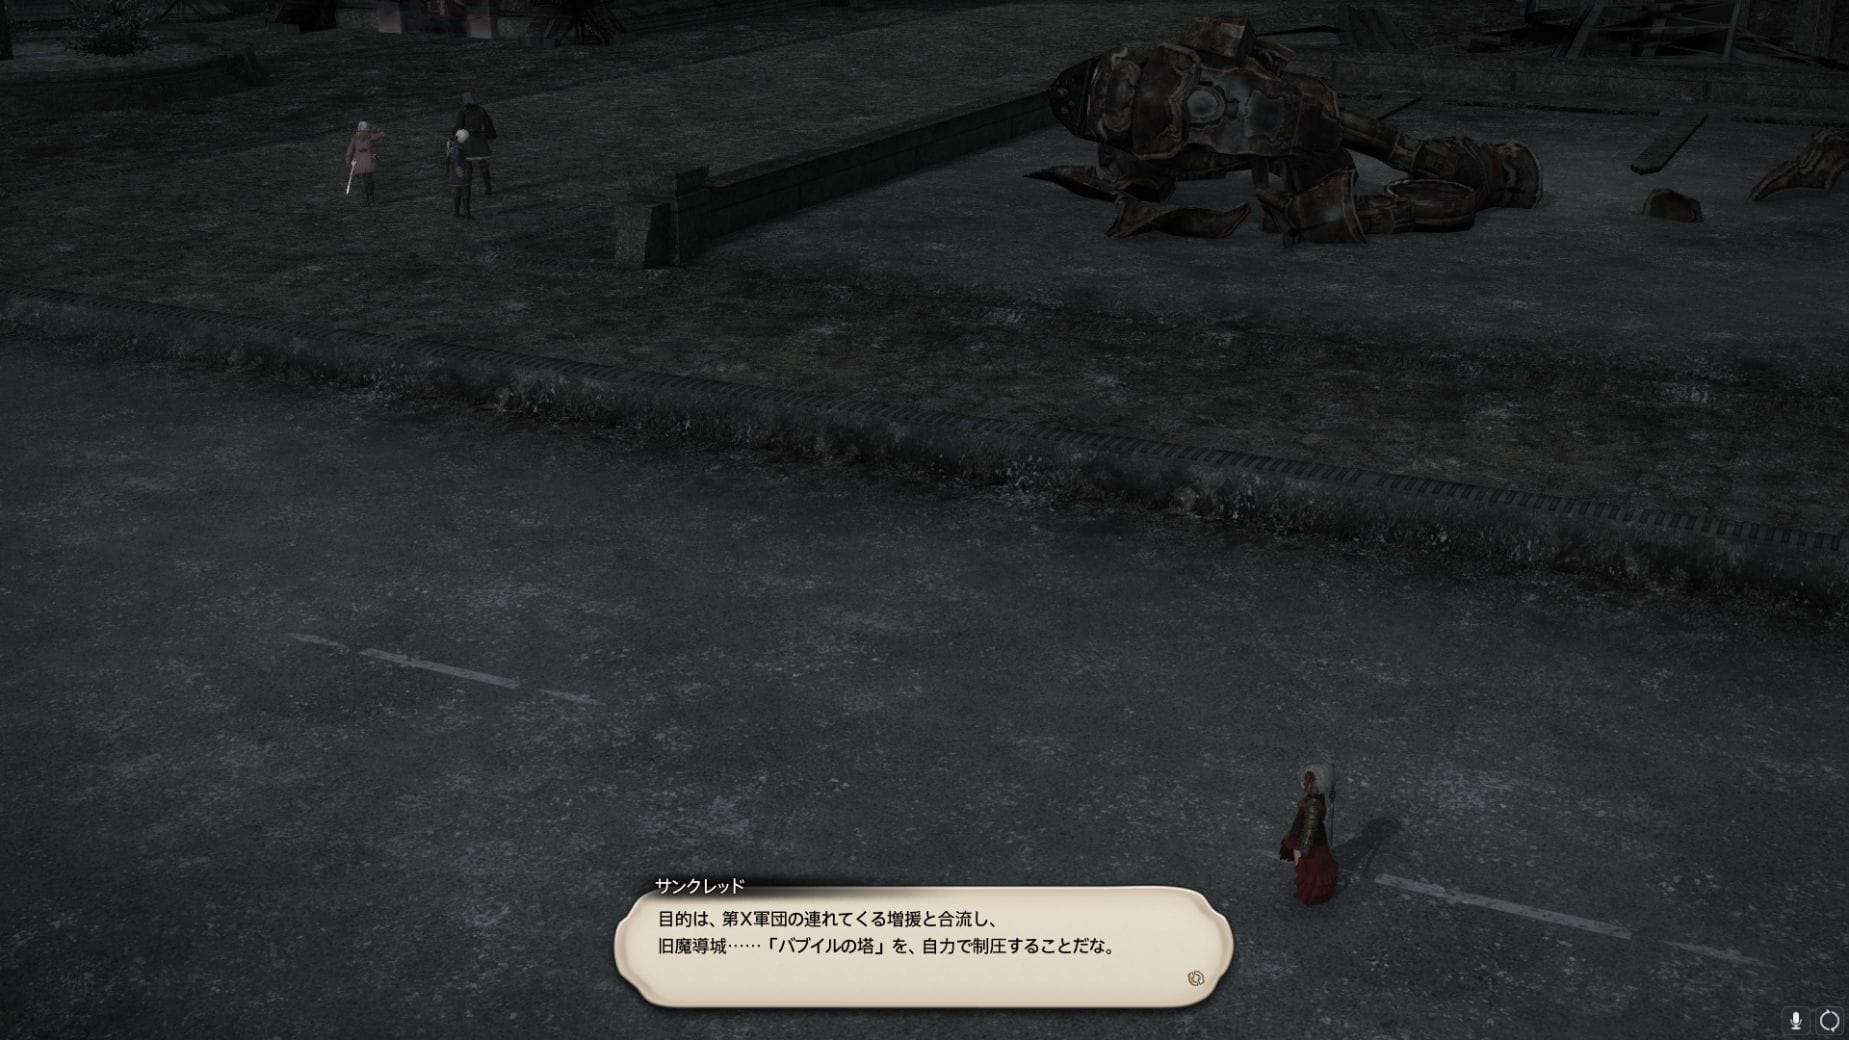 サンクレッド
目的は、第Ⅹ軍団の連れてくる増援と合流し、
旧魔導城……「バブイルの塔」を、自力で制圧することだな。